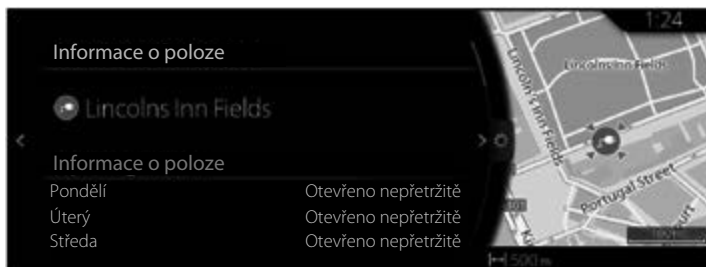 1:24
Informace o poloze
Lincolns Inn Fields
Informace o poloze
Pondělí Otevřeno nepřetržitě
Úterý Otevřeno nepřetržitě
Středa Otevřeno nepřetržitě
Lincolns Inn Fields
Lincoln's Inn Fields
Portugal Street
500 m